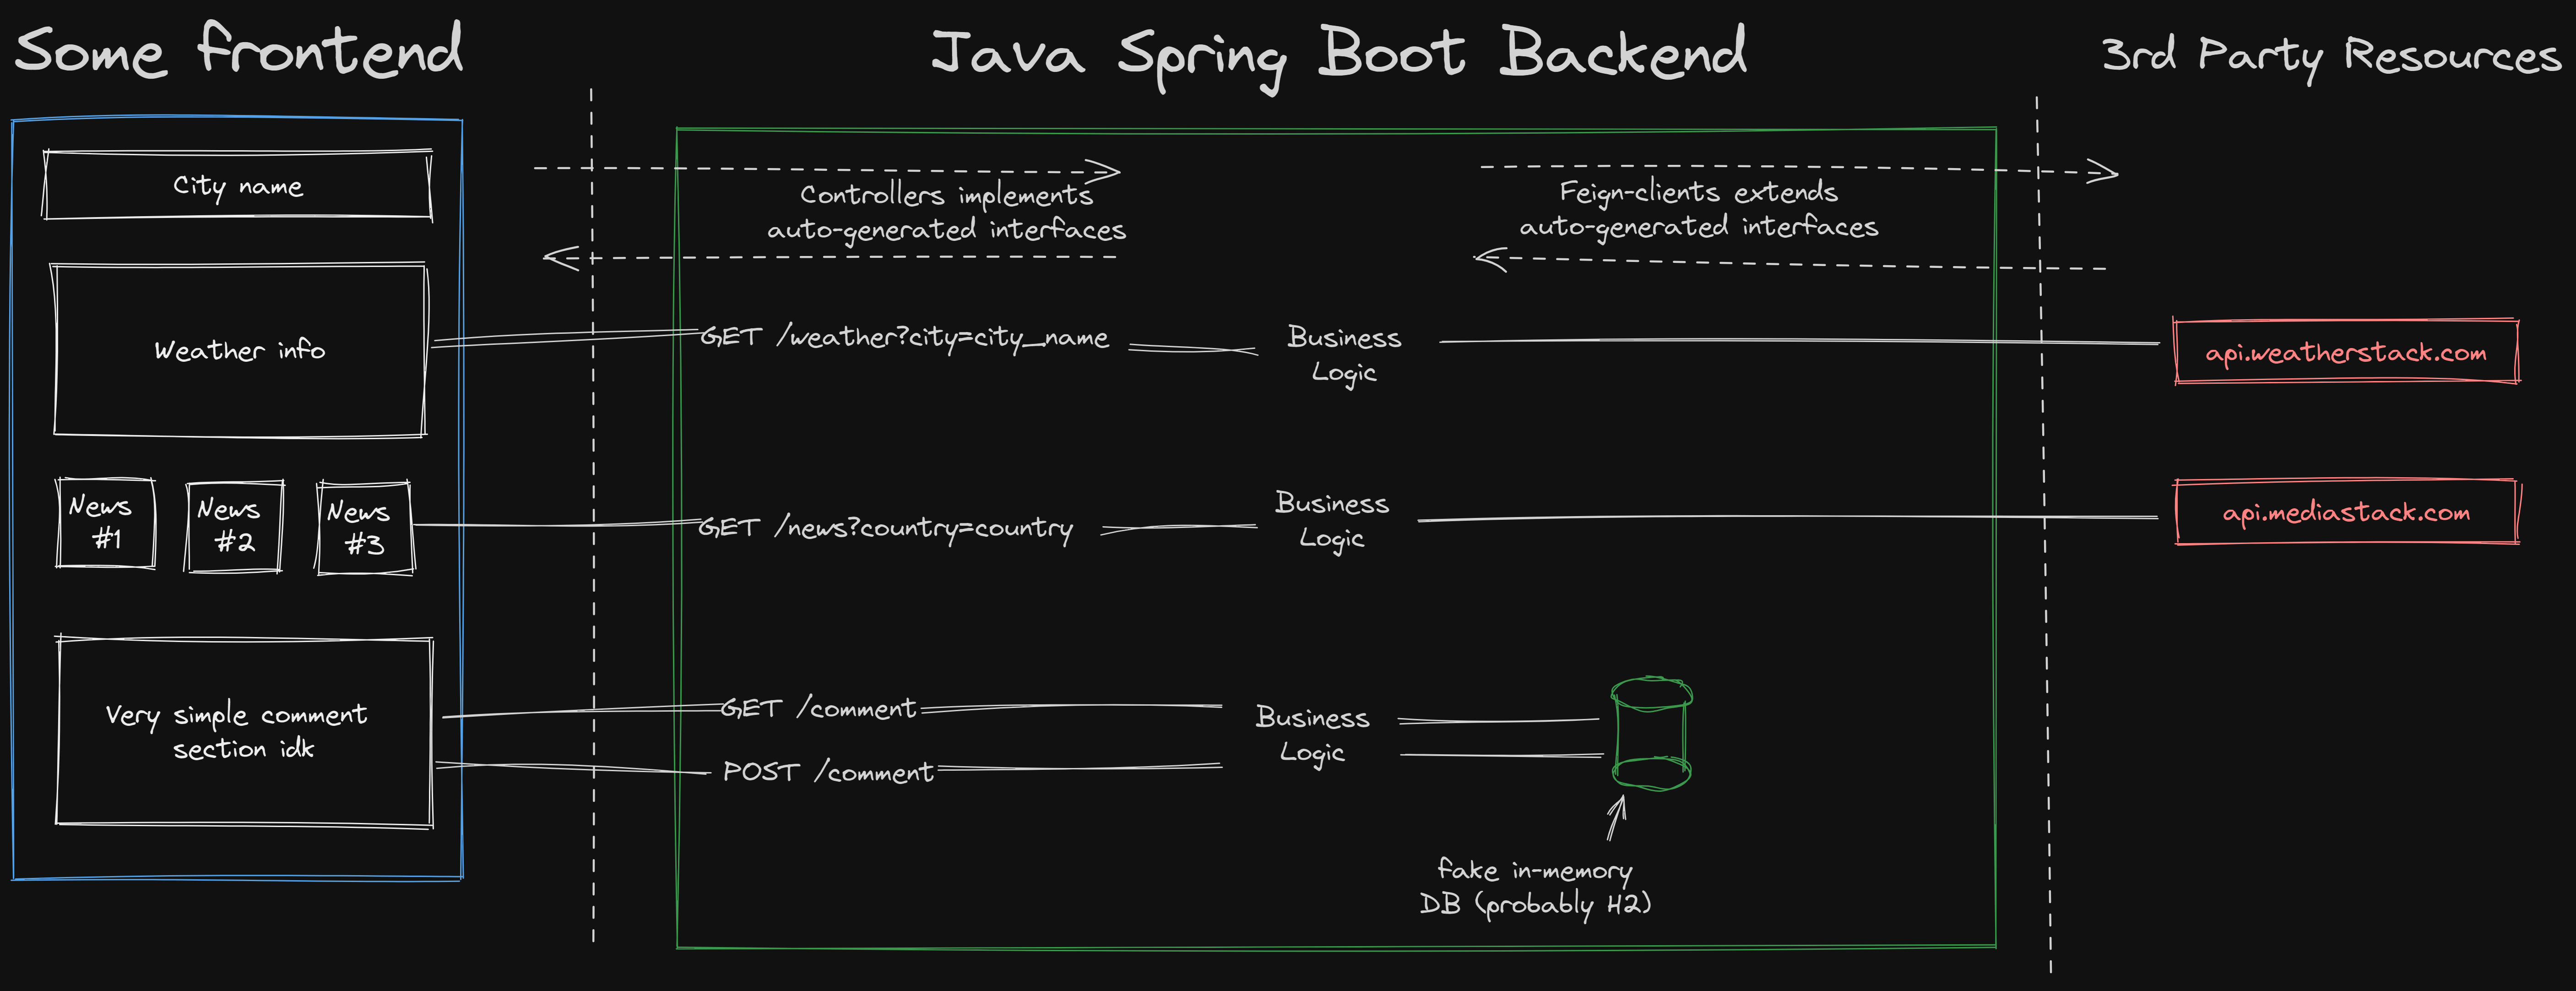 Some frontend
Java Spring Boot Backend
3rd Party Resources
City name
Controllers implements
auto-generated interfaces
Feign-clients extends
auto-generated interfaces
Weather info
GET /weather?city=city_name
Business
Logic
api.weatherstack.com
News
#1
News
#2
News
#3
GET /news?country=country
Business
Logic
api.mediastack.com
Very simple comment
section idk
GET /comment
POST /comment
Business
Logic
fake in-memory
DB (probably H2)